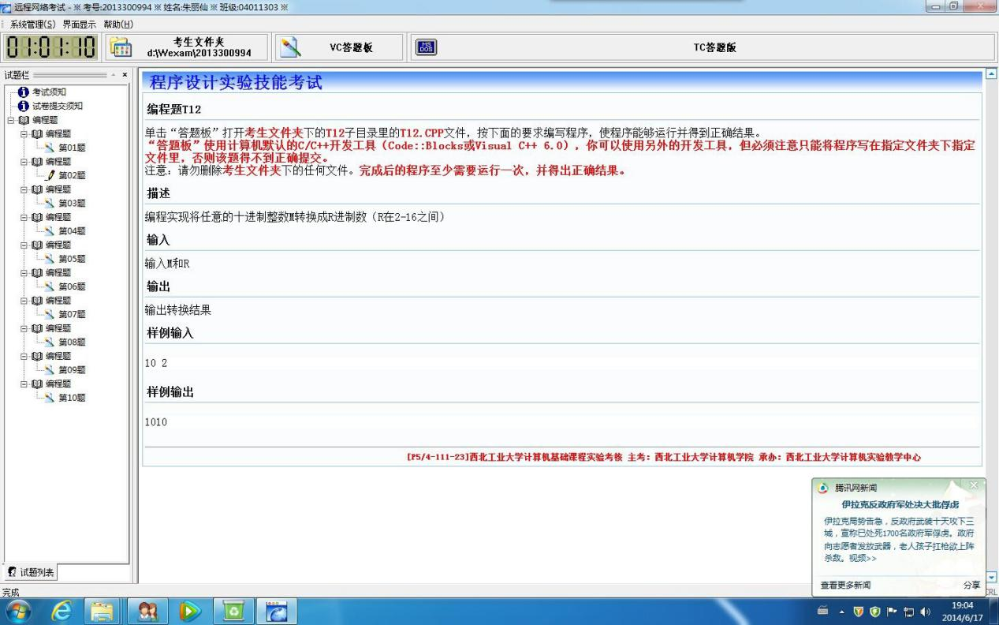 远程网络考试 - ※ 考号:2013300994 ※ 姓名:朱丽仙 ※ 班级:04011303 ※
系统管理(S) 界面显示 帮助(H)
01:01:10
考生文件夹
d:\Wexam\2013300994
VC答题板
MS
DOS
TC答题版
试题栏
考试须知
试卷提交须知
编程题
编程题
第01题
编程题
第02题
编程题
第03题
编程题
第04题
编程题
第05题
编程题
第06题
编程题
第07题
编程题
第08题
编程题
第09题
编程题
第10题
试题列表
程序设计实验技能考试
编程题T12
单击“答题板”打开考生文件夹下的T12子目录里的T12.CPP文件，按下面的要求编写程序，使程序能够运行并得到正确结果。
“答题板”使用计算机默认的C/C++开发工具（Code::Blocks或Visual C++ 6.0），你可以使用另外的开发工具，但必须注意只能将程序写在指定文件夹下指定
文件里，否则该题得不到正确提交。
注意：请勿删除考生文件夹下的任何文件。完成后的程序至少需要运行一次，并得出正确结果。
描述
编程实现将任意的十进制整数M转换成R进制数（R在2-16之间）
输入
输入M和R
输出
输出转换结果
样例输入
10 2
样例输出
1010
[P5/4-111-23]西北工业大学计算机基础课程实验考核 主考：西北工业大学计算机学院 承办：西北工业大学计算机实验教学中心
腾讯网新闻
伊拉克反政府军处决大批俘虏
伊拉克局势告急，反政府武装十天攻下三
城，宣称已处死1700名政府军俘虏。政府
向志愿者发放武器，老人孩子扛枪欲上阵
杀敌。视频>>
查看更多新闻 分享
完成
19:04
2014/6/17